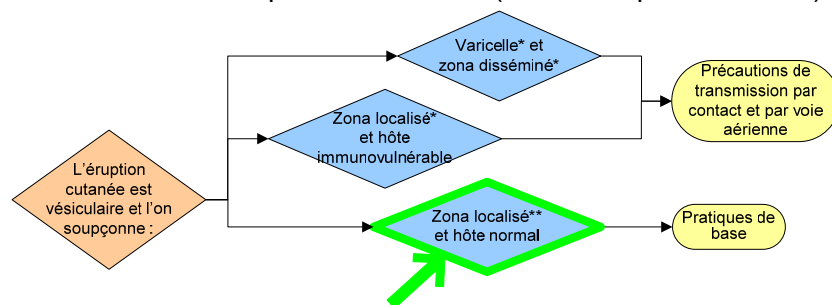 Varicelle* et
zona disséminé*
Précautions de
transmission par
contact et par voie
aérienne
Zona localisé*
et hôte
immunovulnérable
L'éruption
cutanée est
vésiculaire et l'on
soupçonne :
Zona localisé**
et hôte normal
Pratiques de
base